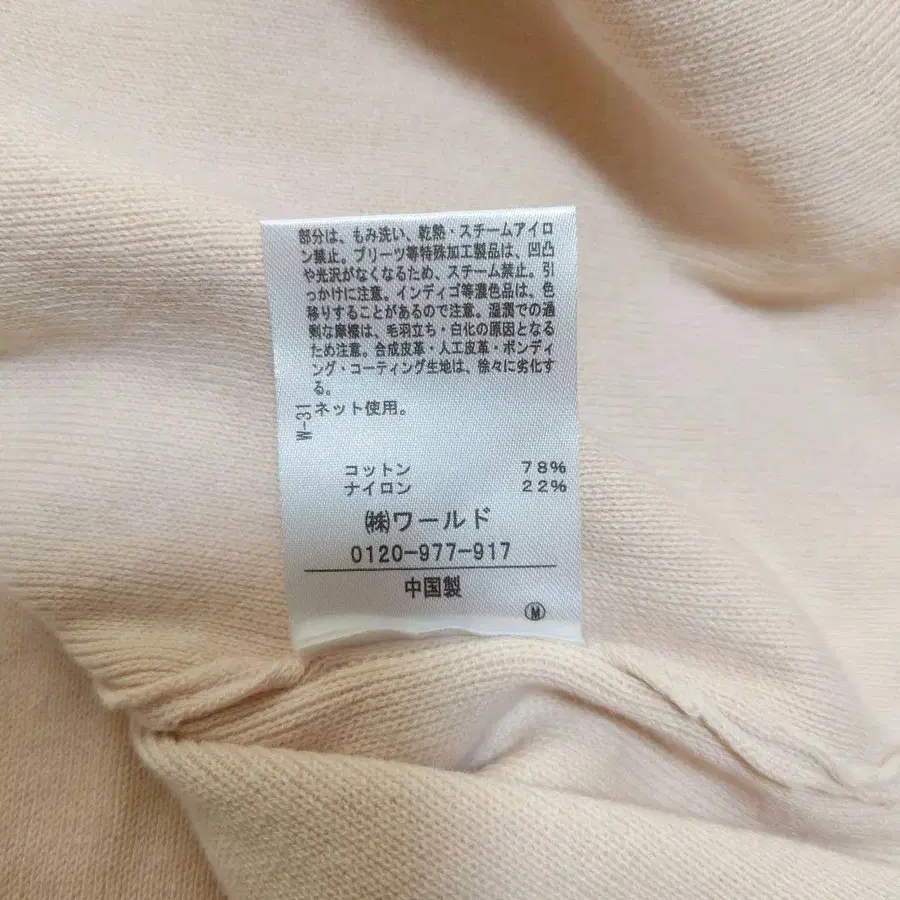 部分は、もみ洗い、乾熱・スチームアイロ
ン禁止。プリーツ等特殊加工製品は、凹凸
や光沢がなくなるため、スチーム禁止。引
っかけに注意。インディゴ等濃色品は、色
移りすることがあるので注意。湿潤での過
剰な摩擦は、毛羽立ち・白化の原因となる
ため注意。合成皮革・人工皮革・ボンディ
ング・コーティング生地は、徐々に劣化す
る。
ネット使用。
W-31
コットン 78%
ナイロン 22%
㈱ワールド
0120-977-917
中国製
Ⓜ